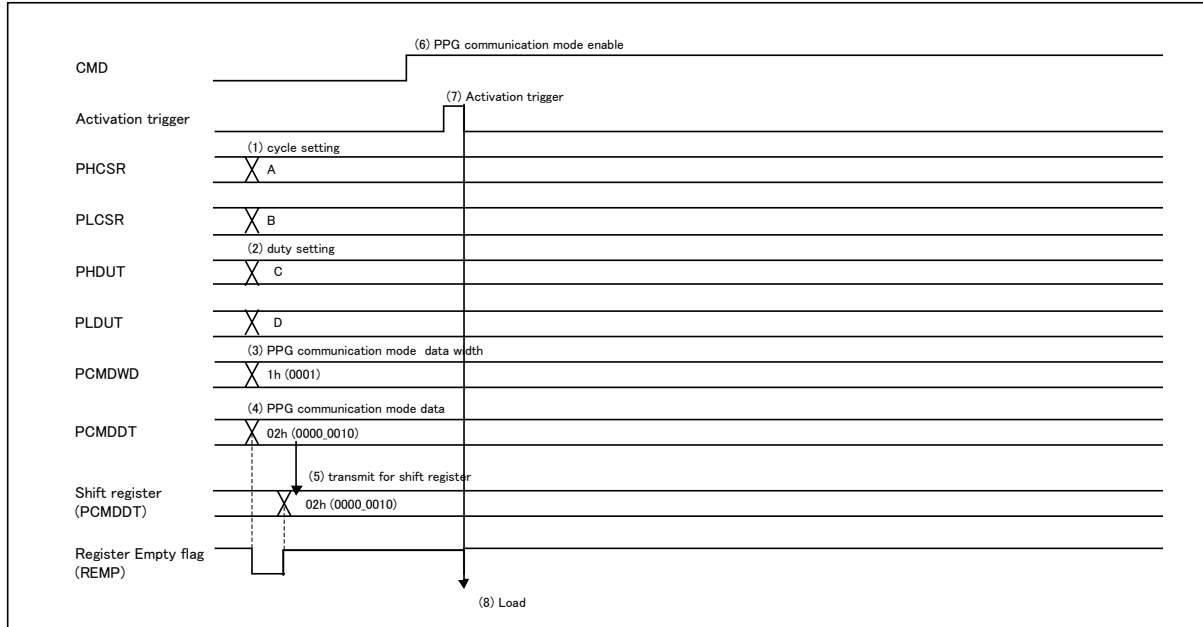 (6) PPG communication mode enable
CMD
(7) Activation trigger
Activation trigger
(1) cycle setting
PHCSR
A
PLCSR
B
(2) duty setting
PHDUT
C
PLDUT
D
(3) PPG communication mode data width
PCMDWD
1h (0001)
(4) PPG communication mode data
PCMDDT
02h (0000_0010)
(5) transmit for shift register
Shift register
(PCMDDT)
02h (0000_0010)
Register Empty flag
(REMP)
(8) Load